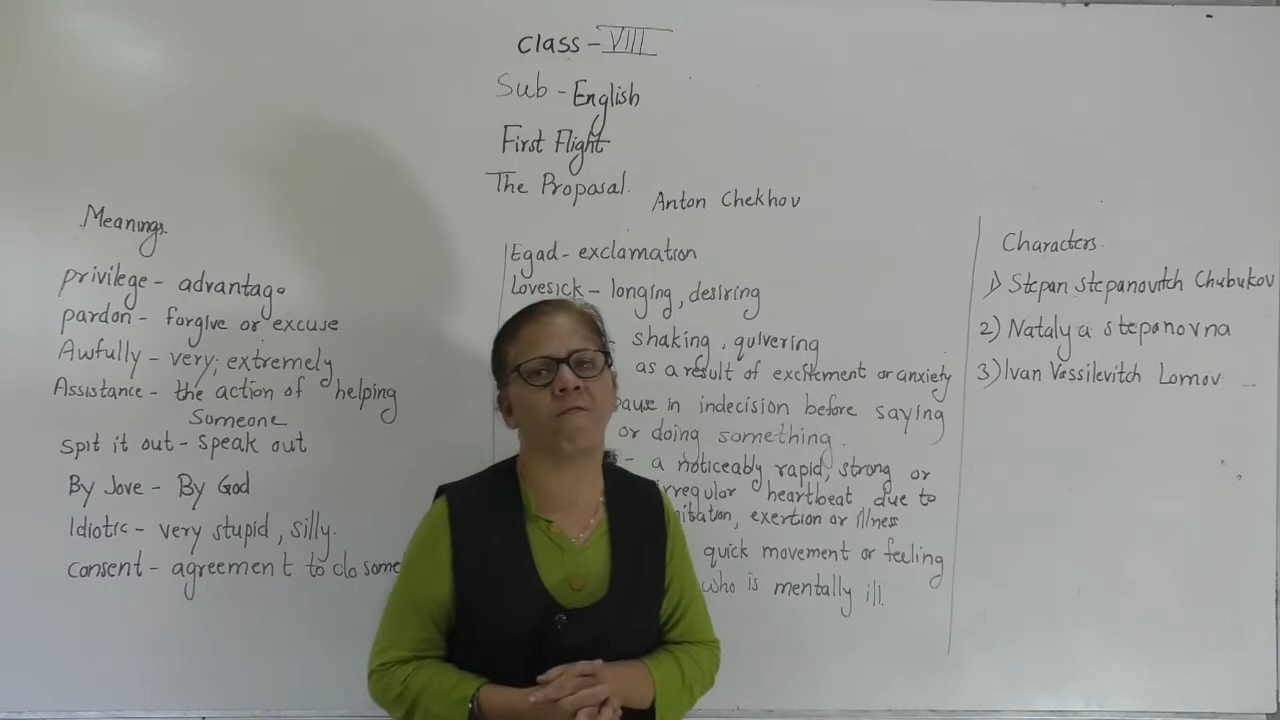 Class - VIII
Sub - English
First Flight
The Proposal.
Anton Chekhov
Meanings
privilege - advantage
pardon - forgive or excuse
Awfully - very; extremely
Assistance - the action of helping
someone
spit it out - speak out
By Jove - By God
Idiotic - very stupid, silly.
consent - agreement to do some
Egad - exclamation
Lovesick - longing, desiring
shaking, quivering
as a result of excitement or anxiety
pause in indecision before saying
or doing something.
- a noticeably rapid, strong or
irregular heartbeat due to
exertion or illness
quick movement or feeling
who is mentally ill.
Characters
1) Stepan Stepanovitch Chubukov
2) Natalya stepanovna
3) Ivan Vassilevitch Lomov